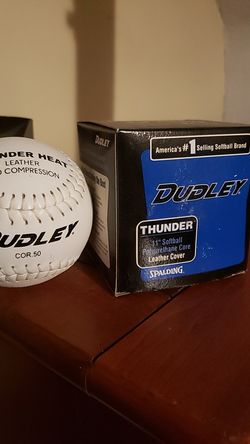 NDER HEAT
LEATHER
O COMPRESSION
DUDLEY
COR.50
America's #1 Selling Softball Brand
DUDLEY
THUNDER
11" Softball
Polyurethane Core
Leather Cover
SPALDING